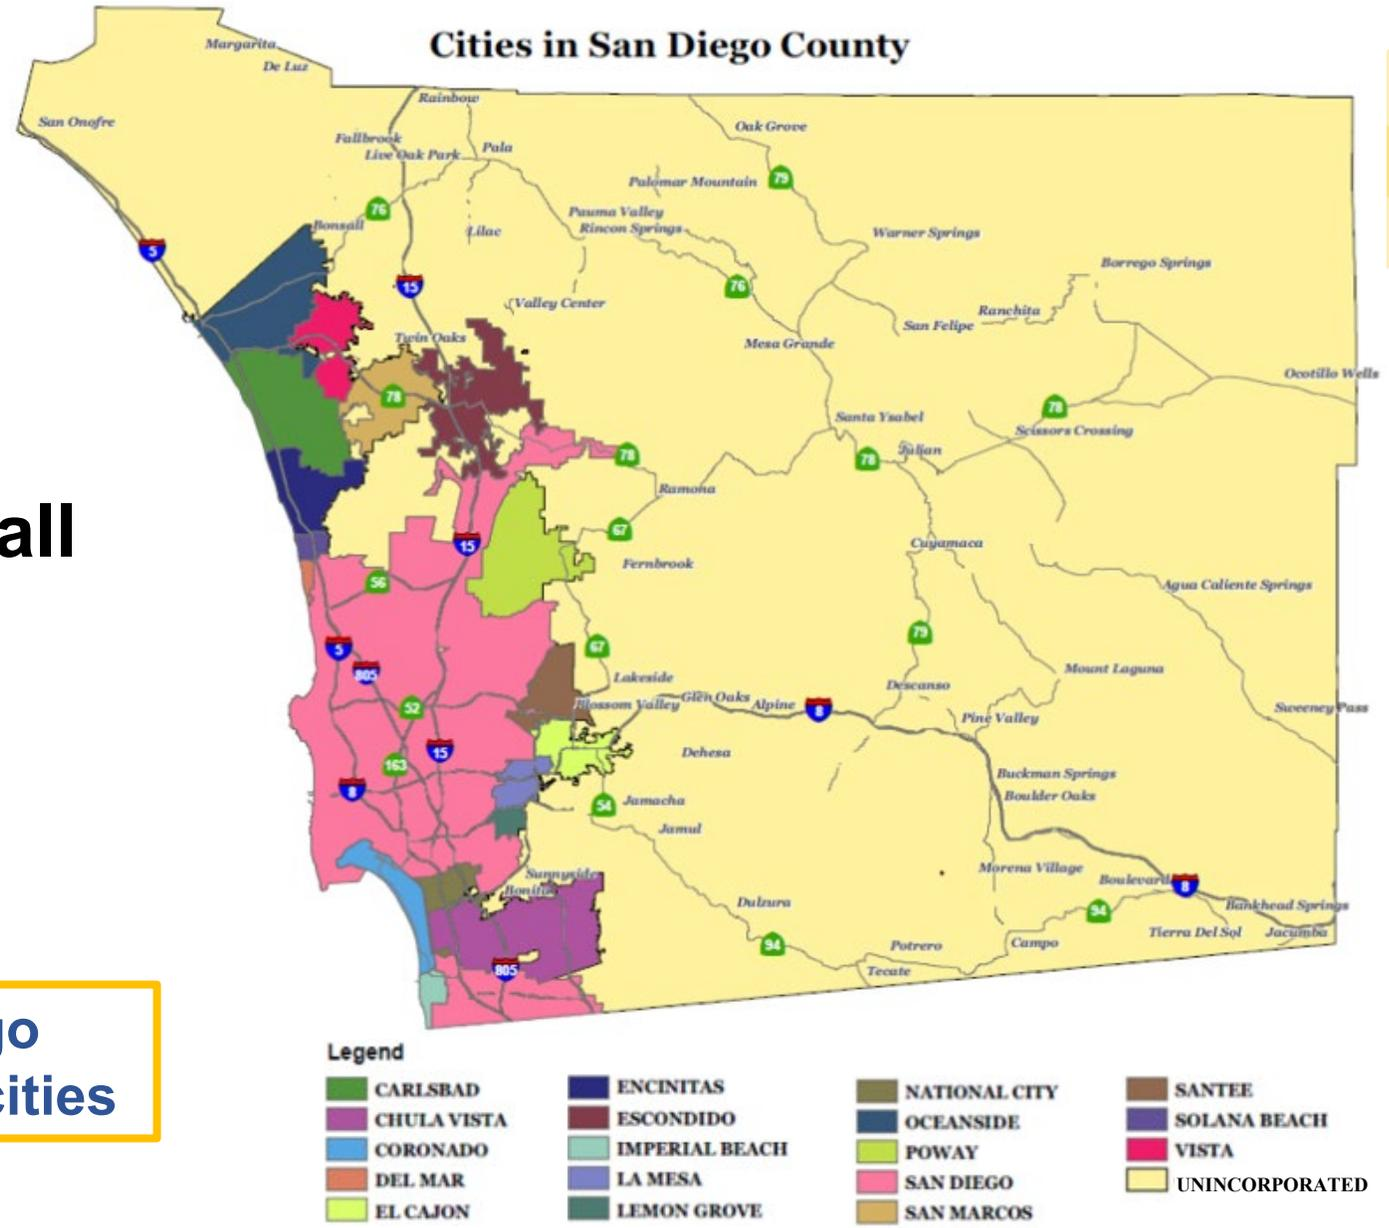 Cities in San Diego County
Margarita
De Luz
San Onofre
Rainbow
Fallbrook
Live Oak Park
Pala
Oak Grove
79
Palomar Mountain
76
Bonsall
Pauma Valley
Rincon Springs
Lilac
Warner Springs
5
15
76
Borrego Springs
Valley Center
Ranchita
San Felipe
Twin Oaks
Mesa Grande
Ocotillo Wells
78
78
Santa Ysabel
Scissors Crossing
78
78
Julian
Ramona
all
67
15
Cuyamaca
Fernbrook
56
Agua Caliente Springs
79
5
67
805
Lakeside
Mount Laguna
Descanso
52
Blossom Valley
Glen Oaks
Alpine
8
Pine Valley
Sweeney Pass
15
Dehesa
163
Buckman Springs
8
54
Jamacha
Boulder Oaks
Jamul
Sunnyside
Morena Village
Bonita
Boulevard
8
Dulzura
94
Bankhead Springs
94
Tierra Del Sol
Jacumba
Potrero
Campo
805
Tecate
go
cities
Legend
CARLSBAD
CHULA VISTA
CORONADO
DEL MAR
EL CAJON
ENCINITAS
ESCONDIDO
IMPERIAL BEACH
LA MESA
LEMON GROVE
NATIONAL CITY
OCEANSIDE
POWAY
SAN DIEGO
SAN MARCOS
SANTEE
SOLANA BEACH
VISTA
UNINCORPORATED